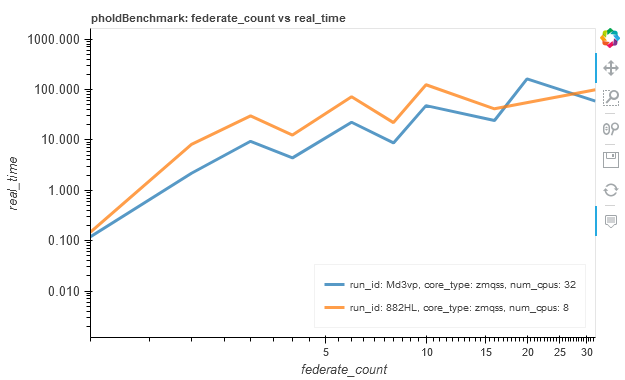 pholdBenchmark: federate_count vs real_time
1000.000
100.000
10.000
1.000
0.100
0.010
real_time
run_id: Md3vp, core_type: zmqss, num_cpus: 32
run_id: 882HL, core_type: zmqss, num_cpus: 8
5 10 15 20 25 30
federate_count